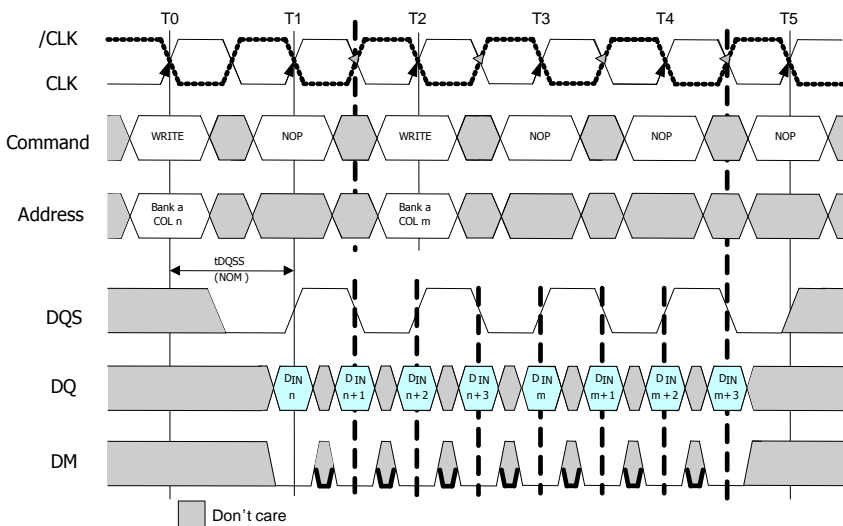 T0 T1 T2 T3 T4 T5
/CLK
CLK
Command
WRITE NOP WRITE NOP NOP NOP
Address
Bank a
COL n
Bank a
COL m
tDQSS
(NOM )
DQS
DQ
DIN
n
DIN
n+1
DIN
n+2
DIN
n+3
DIN
m
DIN
m+1
DIN
m+2
DIN
m+3
DM
Don't care